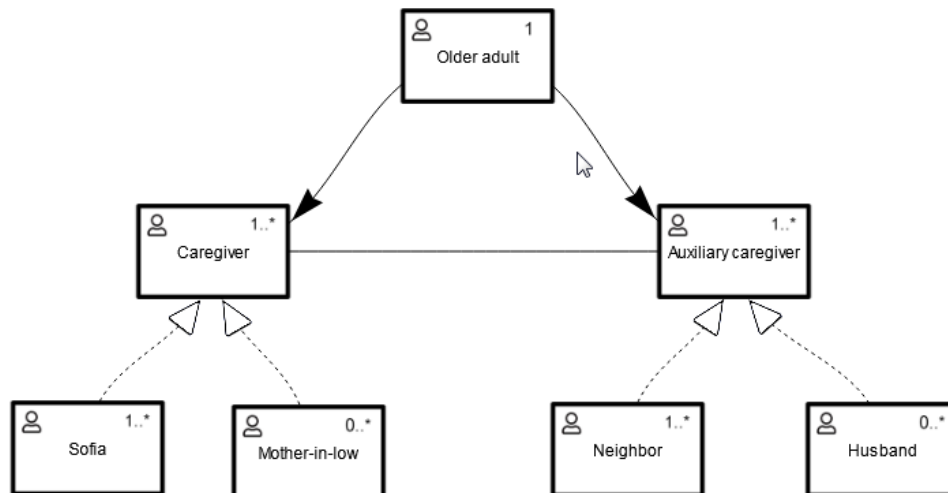 1
Older adult
1..*
Caregiver
1..*
Auxiliary caregiver
1..*
Sofia
0..*
Mother-in-low
1..*
Neighbor
0..*
Husband